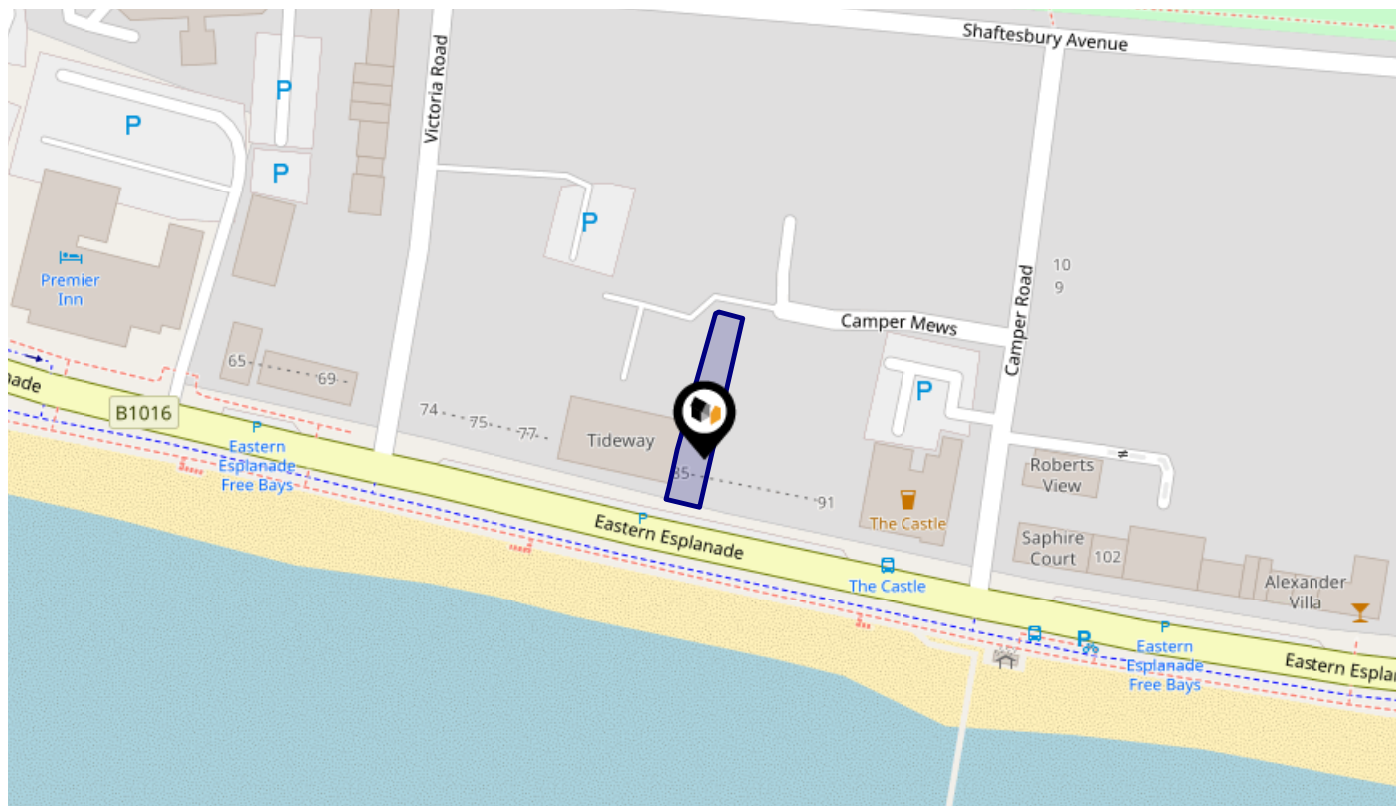 Shaftesbury Avenue
Victoria Road
P
P
P
P
Premier
Inn
10
9
Camper Road
Camper Mews
65
69
nade
B1016
P
Eastern
Esplanade
Free Bays
74
75
77
Tideway
85
91
P
The Castle
Roberts
View
P
Eastern Esplanade
The Castle
Saphire
Court
102
Alexander
Villa
P
P
Eastern
Esplanade
Free Bays
Eastern Espla